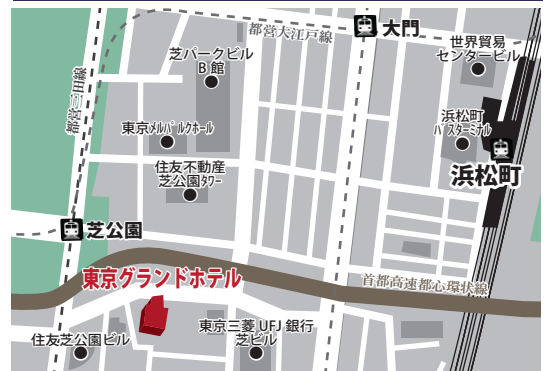 大門
都営大江戸線
世界貿易
センタービル
芝パークビル
B館
都営三田線
浜松町
バスターミナル
東京メルパルクホール
浜松町
住友不動産
芝公園タワー
芝公園
東京グランドホテル
首都高速都心環状線
東京三菱UFJ銀行
芝ビル
住友芝公園ビル